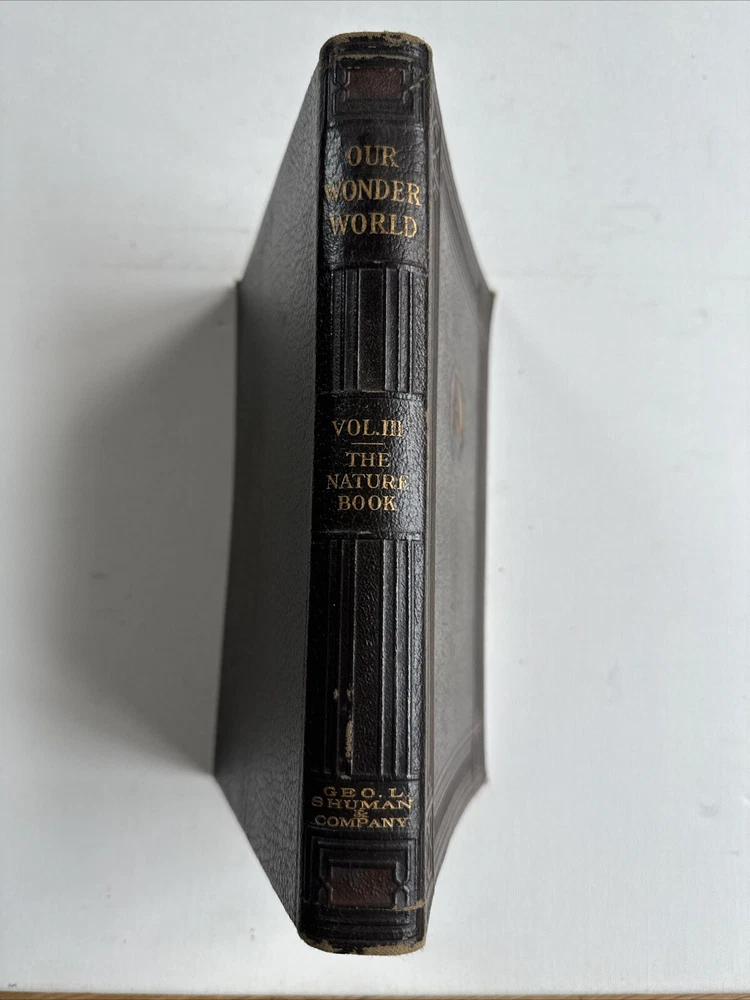 OUR
WONDER
WORLD
VOL.III
THE
NATURE
BOOK
GEO. L.
SHUMAN
&
COMPANY